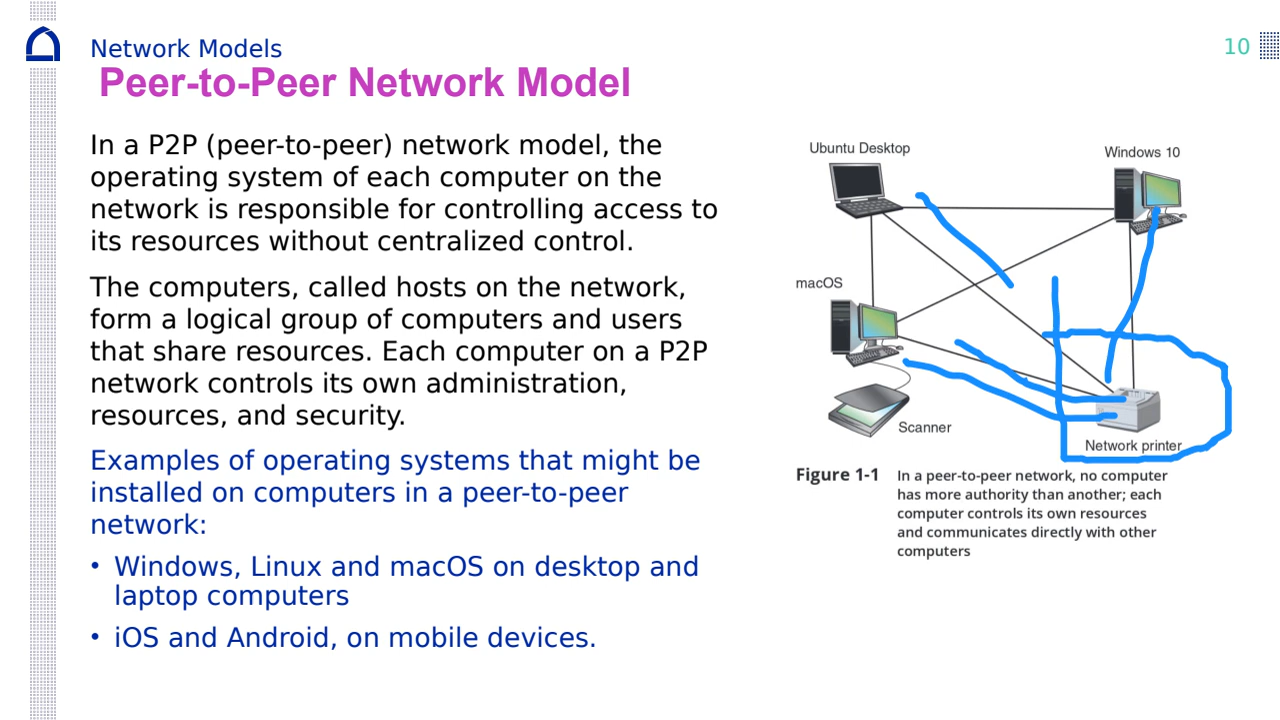 Network Models
10
Peer-to-Peer Network Model
In a P2P (peer-to-peer) network model, the
operating system of each computer on the
network is responsible for controlling access to
its resources without centralized control.
The computers, called hosts on the network,
form a logical group of computers and users
that share resources. Each computer on a P2P
network controls its own administration,
resources, and security.
Examples of operating systems that might be
installed on computers in a peer-to-peer
network:
• Windows, Linux and macOS on desktop and
laptop computers
• iOS and Android, on mobile devices.
Ubuntu Desktop
Windows 10
macOS
Scanner
Network printer
Figure 1-1 In a peer-to-peer network, no computer
has more authority than another; each
computer controls its own resources
and communicates directly with other
computers